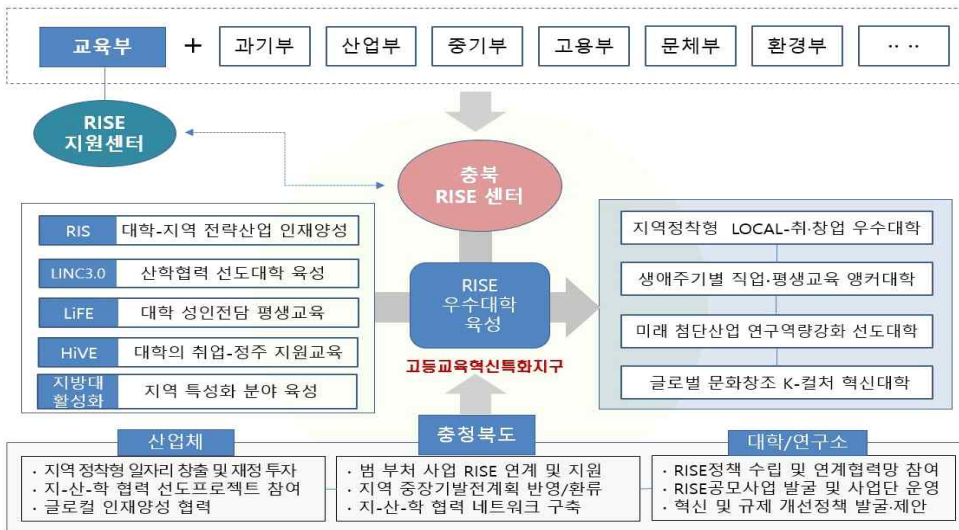 교육부 + 과기부 산업부 중기부 고용부 문체부 환경부 ‥ ‥
RISE
지원센터
충북
RISE 센터
RIS 대학-지역 전략산업 인재양성
LINC3.0 산학협력 선도대학 육성
LiFE 대학 성인전담 평생교육
HiVE 대학의 취업-정주 지원교육
지방대
활성화
지역 특성화 분야 육성
RISE
우수대학
육성
고등교육혁신특화지구
지역정착형 LOCAL-취·창업 우수대학
생애주기별 직업·평생교육 앵커대학
미래 첨단산업 연구역량강화 선도대학
글로벌 문화창조 K-컬처 혁신대학
산업체
· 지역 정착형 일자리 창출 및 재정 투자
· 지-산-학 협력 선도프로젝트 참여
· 글로컬 인재양성 협력
충청북도
· 범 부처 사업 RISE 연계 및 지원
· 지역 중장기발전계획 반영/환류
· 지-산-학 협력 네트워크 구축
대학/연구소
· RISE정책 수립 및 연계협력망 참여
· RISE공모사업 발굴 및 사업단 운영
· 혁신 및 규제 개선정책 발굴·제안